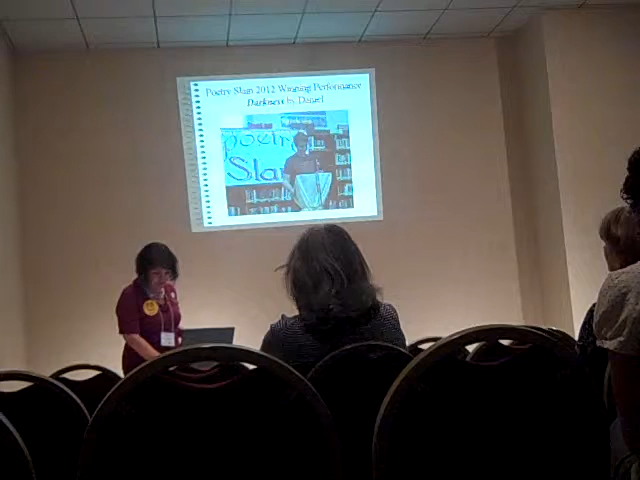 Poetry Slam 2012 Winning Performance
Darkness by Daniel
poetry
Slam